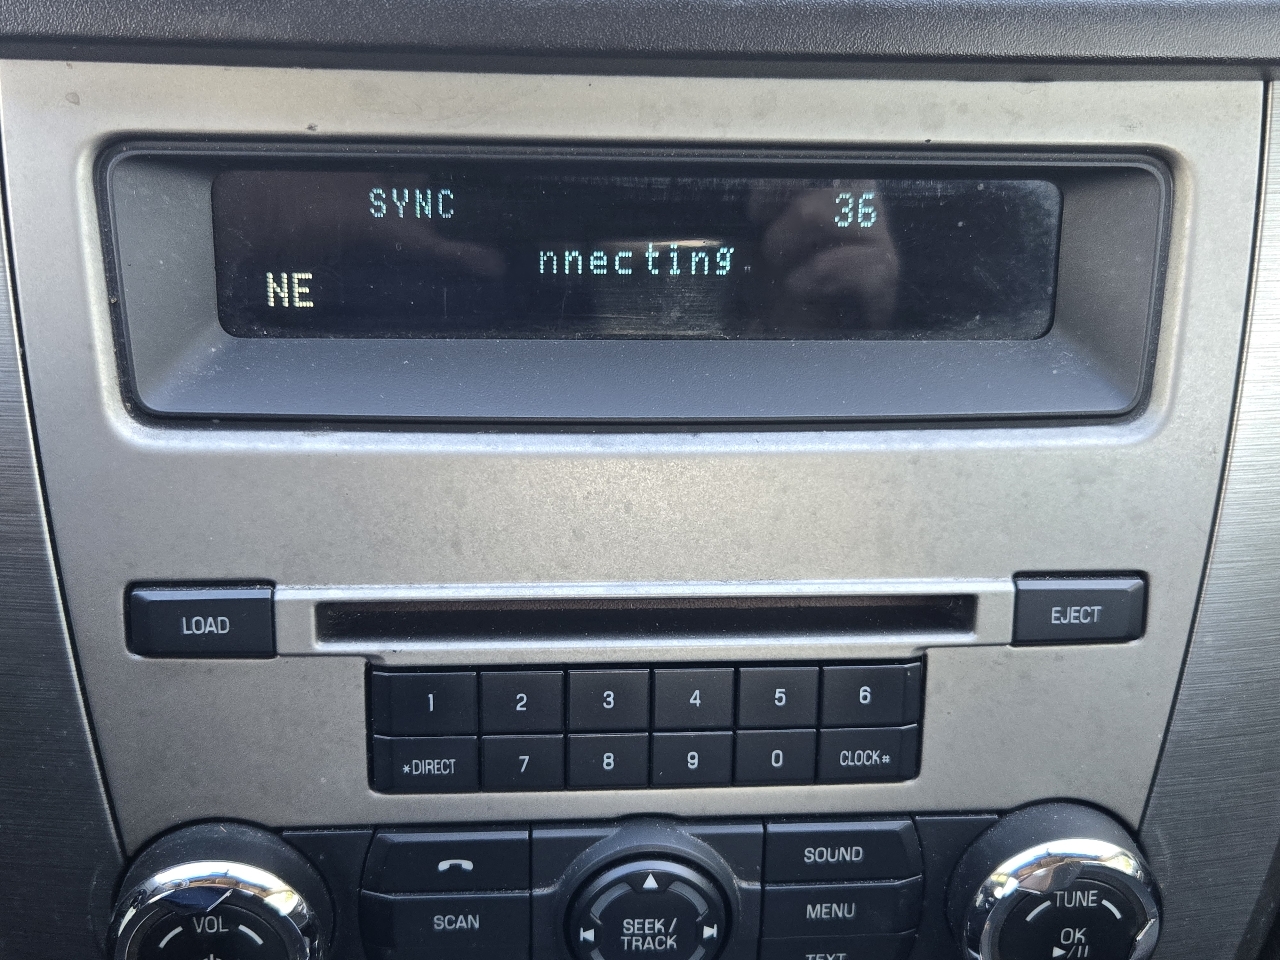 SYNC 36
nnecting.
NE
LOAD
EJECT
1 2 3 4 5 6
*DIRECT 7 8 9 0 CLOCK#
SOUND
VOL
SCAN
SEEK/
TRACK
MENU
TUNE
OK
TEXT